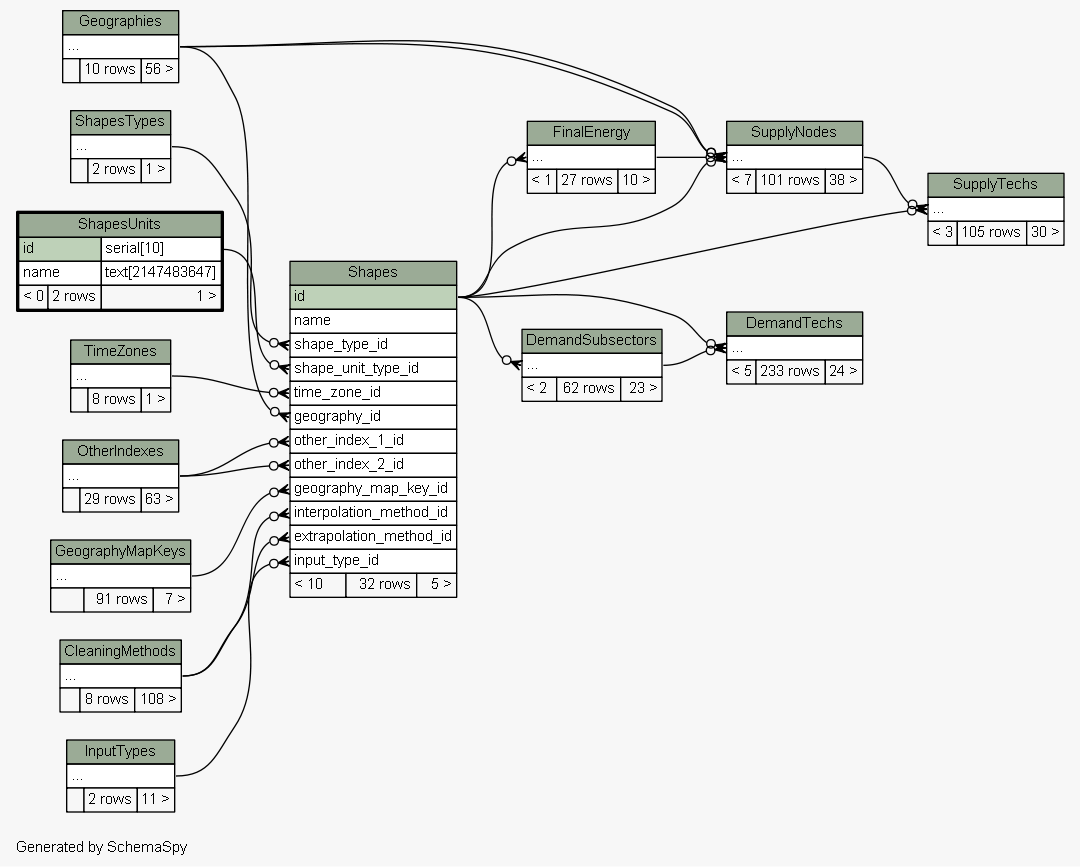 Geographies
...
10 rows 56 >
ShapesTypes
...
2 rows 1 >
ShapesUnits
id serial[10]
name text[2147483647]
< 0 2 rows 1 >
TimeZones
...
8 rows 1 >
OtherIndexes
...
29 rows 63 >
GeographyMapKeys
...
91 rows 7 >
CleaningMethods
...
8 rows 108 >
InputTypes
...
2 rows 11 >
Shapes
id
name
shape_type_id
shape_unit_type_id
time_zone_id
geography_id
other_index_1_id
other_index_2_id
geography_map_key_id
interpolation_method_id
extrapolation_method_id
input_type_id
< 10 32 rows 5 >
FinalEnergy
...
< 1 27 rows 10 >
DemandSubsectors
...
< 2 62 rows 23 >
SupplyNodes
...
< 7 101 rows 38 >
DemandTechs
...
< 5 233 rows 24 >
SupplyTechs
...
< 3 105 rows 30 >
Generated by SchemaSpy